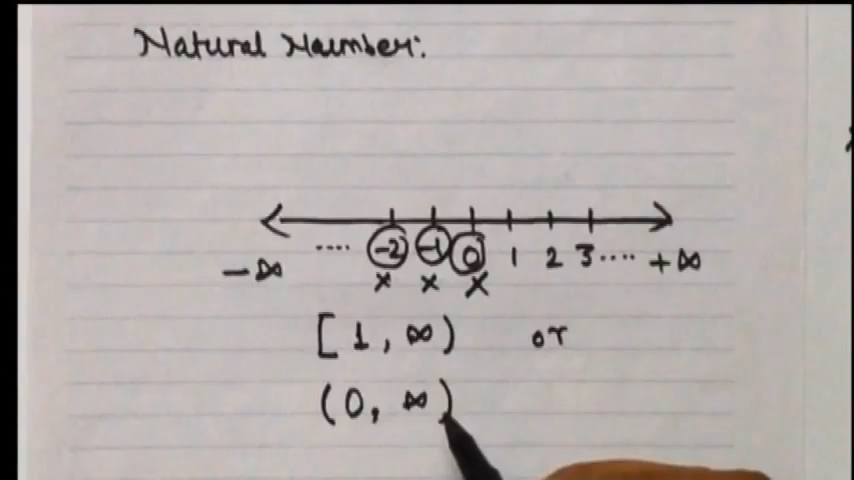 Natural Number:
-∞ .... -2 -1 0 1 2 3 .... +∞
x x x
[1, ∞) or
(0, ∞)